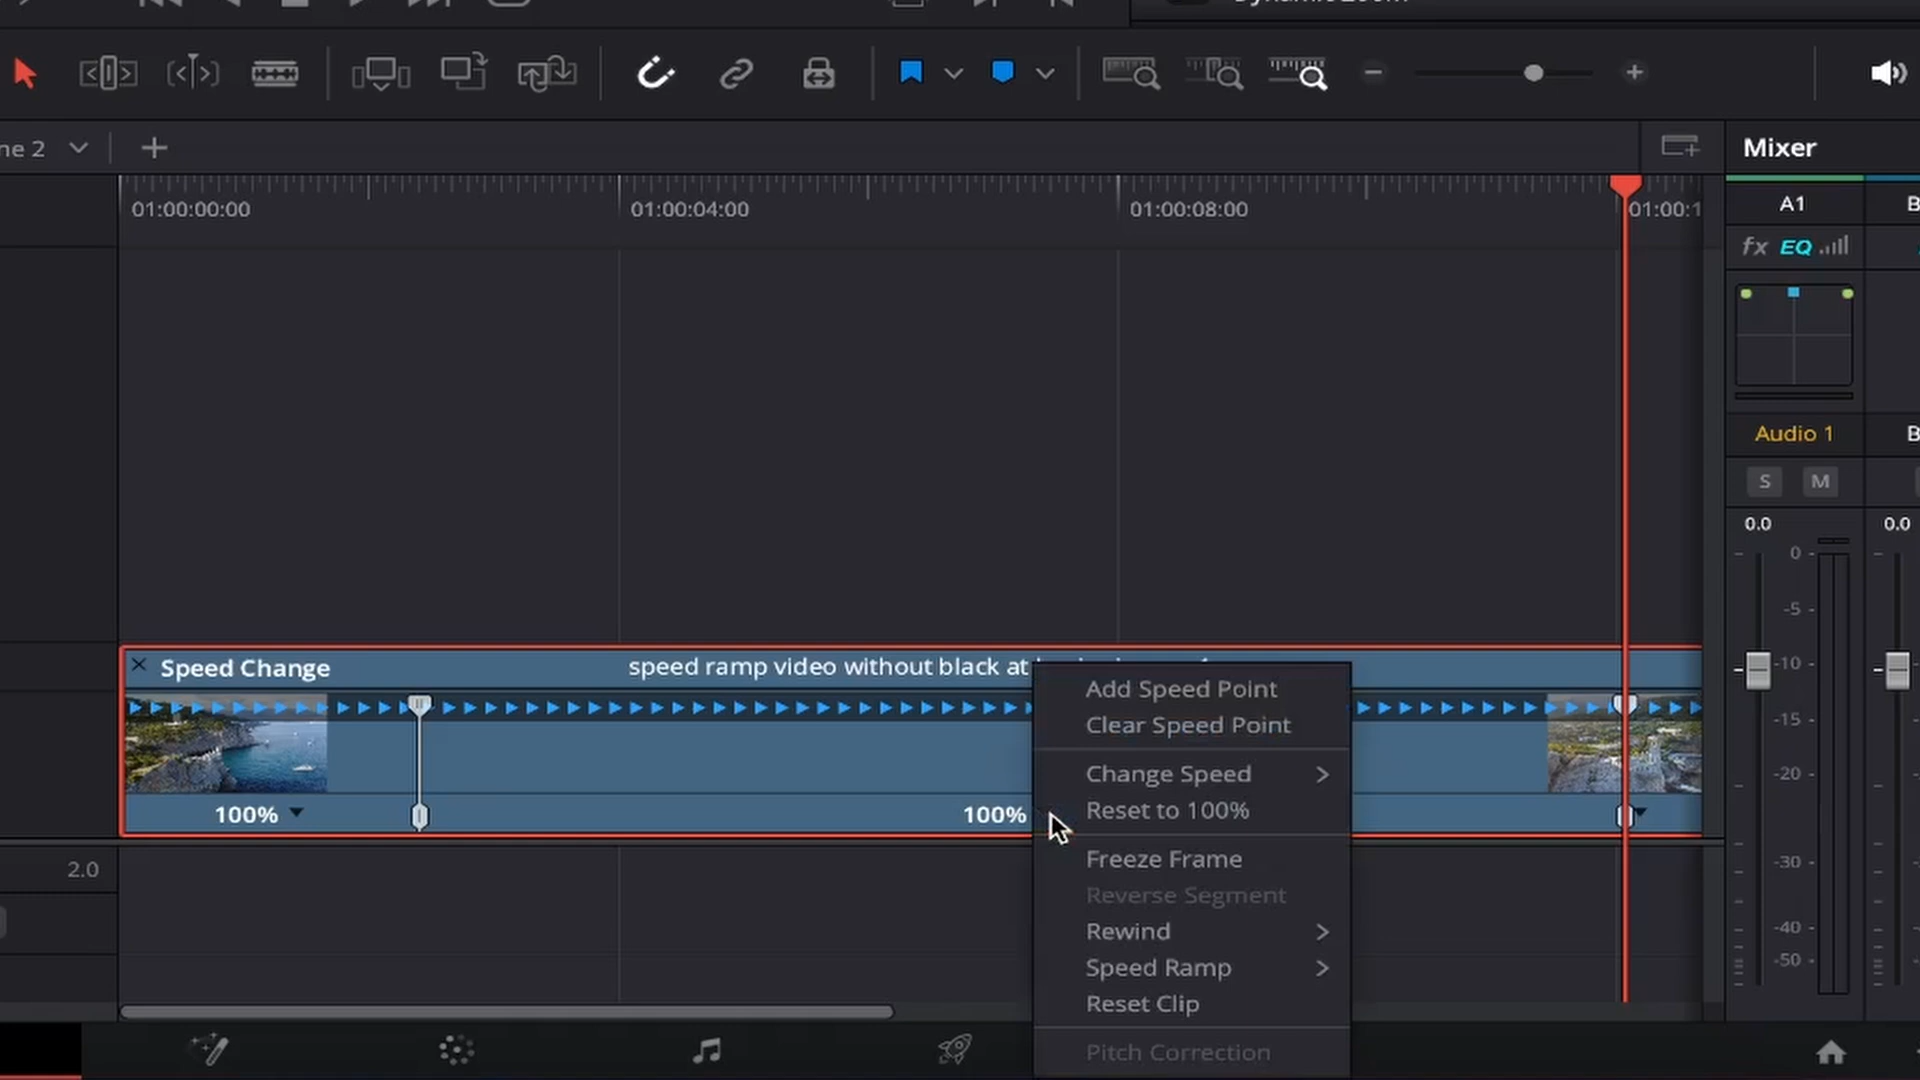 ne 2
Mixer
01:00:00:00
01:00:04:00
01:00:08:00
01:00:1
A1
B
fx EQ
Audio 1
B
S M
0.0
0.0
0
-5
-10
-15
-20
-30
-40
-50
Speed Change
speed ramp video without black at
Add Speed Point
Clear Speed Point
Change Speed
Reset to 100%
Freeze Frame
Reverse Segment
Rewind
Speed Ramp
Reset Clip
Pitch Correction
100%
100%
2.0